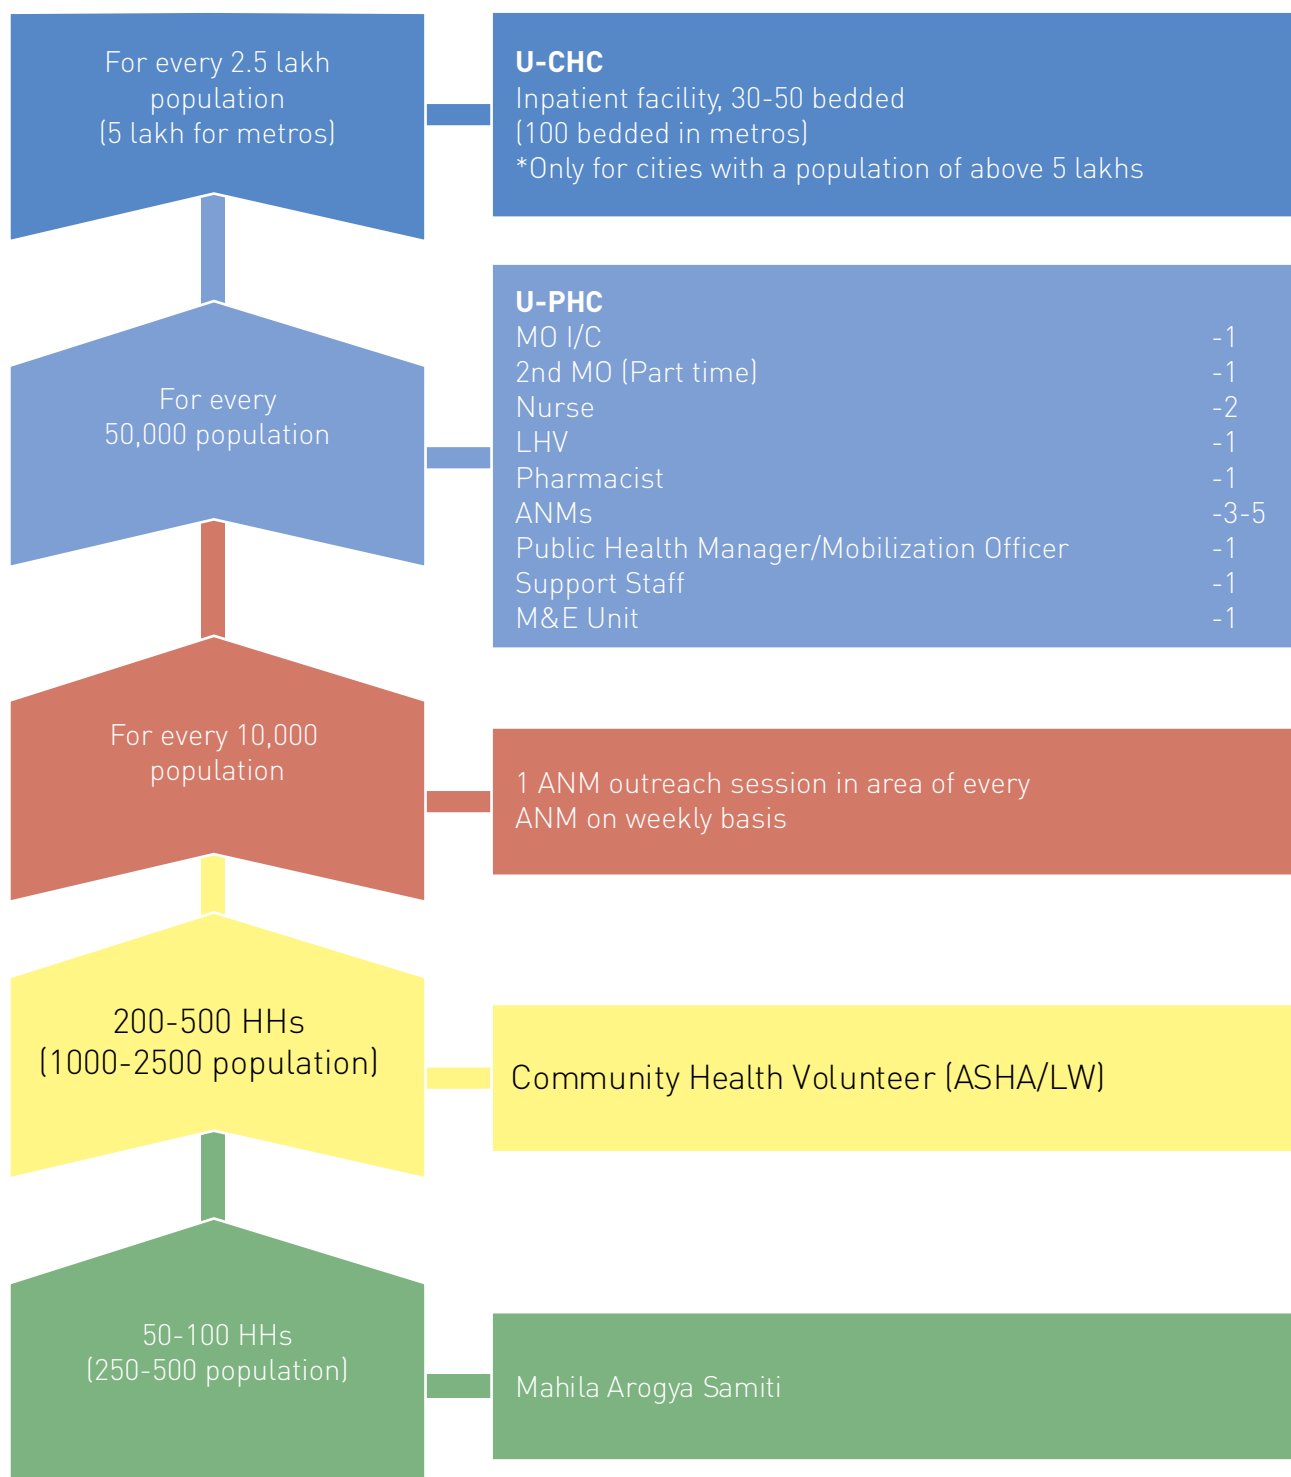 For every 2.5 lakh
population
(5 lakh for metros)
U-CHC
Inpatient facility, 30-50 bedded
(100 bedded in metros)
*Only for cities with a population of above 5 lakhs
For every
50,000 population
U-PHC
MO I/C -1
2nd MO (Part time) -1
Nurse -2
LHV -1
Pharmacist -1
ANMs -3-5
Public Health Manager/Mobilization Officer -1
Support Staff -1
M&E Unit -1
For every 10,000
population
1 ANM outreach session in area of every
ANM on weekly basis
200-500 HHs
(1000-2500 population)
Community Health Volunteer (ASHA/LW)
50-100 HHs
(250-500 population)
Mahila Arogya Samiti